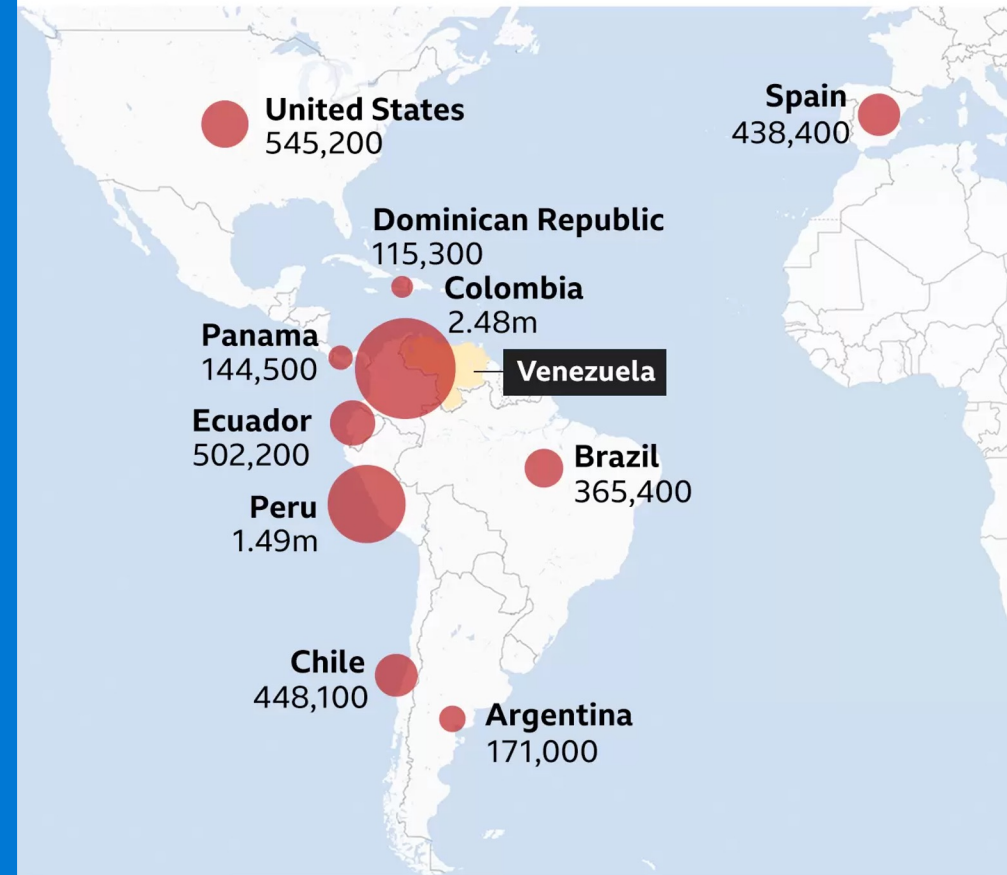 United States
545,200
Spain
438,400
Dominican Republic
115,300
Colombia
2.48m
Panama
144,500
Venezuela
Ecuador
502,200
Brazil
365,400
Peru
1.49m
Chile
448,100
Argentina
171,000